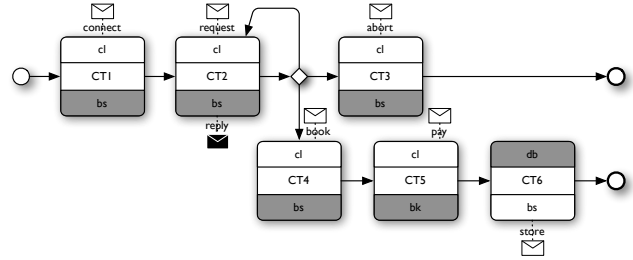 connect
request
abort
cl
cl
cl
CT1
CT2
CT3
bs
bs
bs
reply
book
pay
cl
cl
db
CT4
CT5
CT6
bs
bk
bs
store